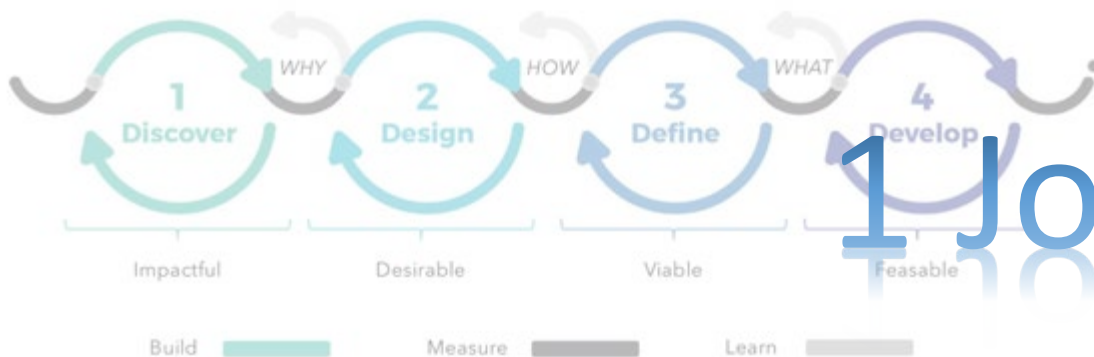 WHY HOW WHAT
1 2 3 4
Discover Design Define Develop
1 Jo
Impactful Desirable Viable Feasable
Build Measure Learn